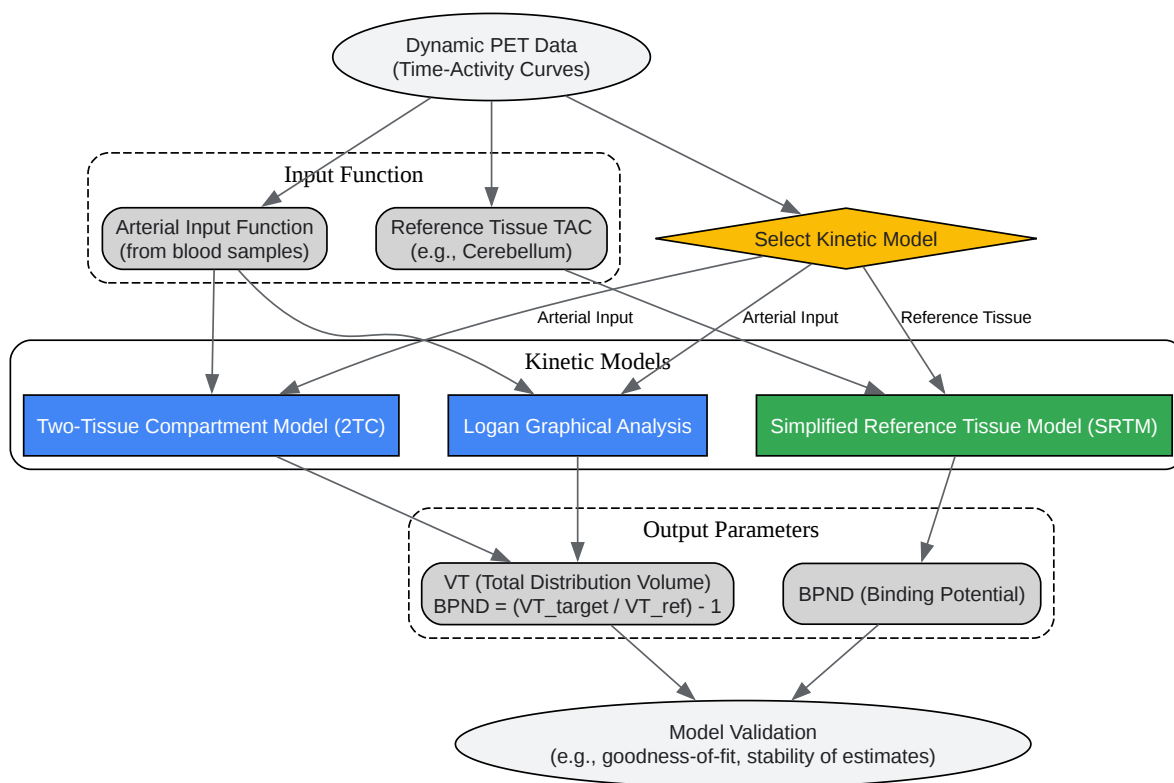 Dynamic PET Data
(Time-Activity Curves)
Input Function
Arterial Input Function
(from blood samples)
Reference Tissue TAC
(e.g., Cerebellum)
Select Kinetic Model
Arterial Input
Arterial Input
Reference Tissue
Kinetic Models
Two-Tissue Compartment Model (2TC)
Logan Graphical Analysis
Simplified Reference Tissue Model (SRTM)
Output Parameters
VT (Total Distribution Volume)
BPND = (VT_target / VT_ref) - 1
BPND (Binding Potential)
Model Validation
(e.g., goodness-of-fit, stability of estimates)